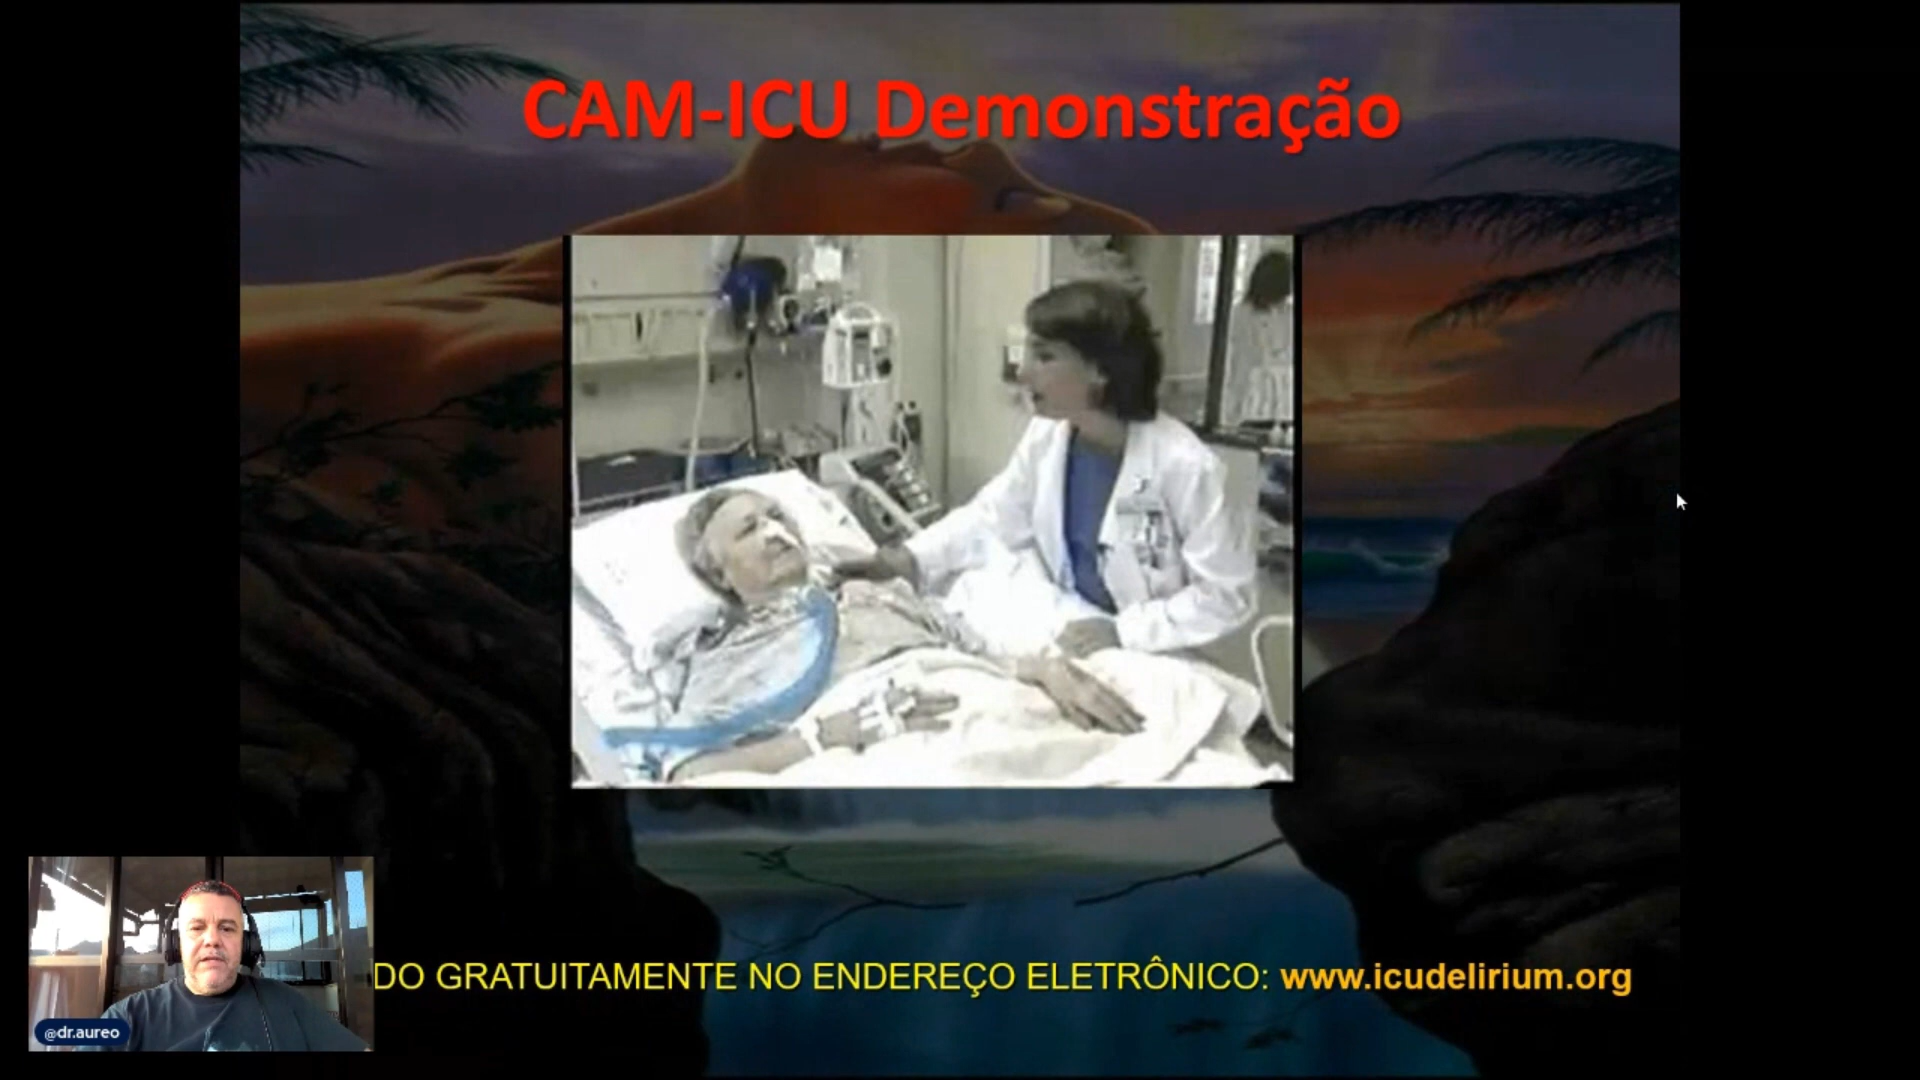 CAM-ICU Demonstração
DO GRATUITAMENTE NO ENDEREÇO ELETRÔNICO: www.icudelirium.org
@dr.aureo